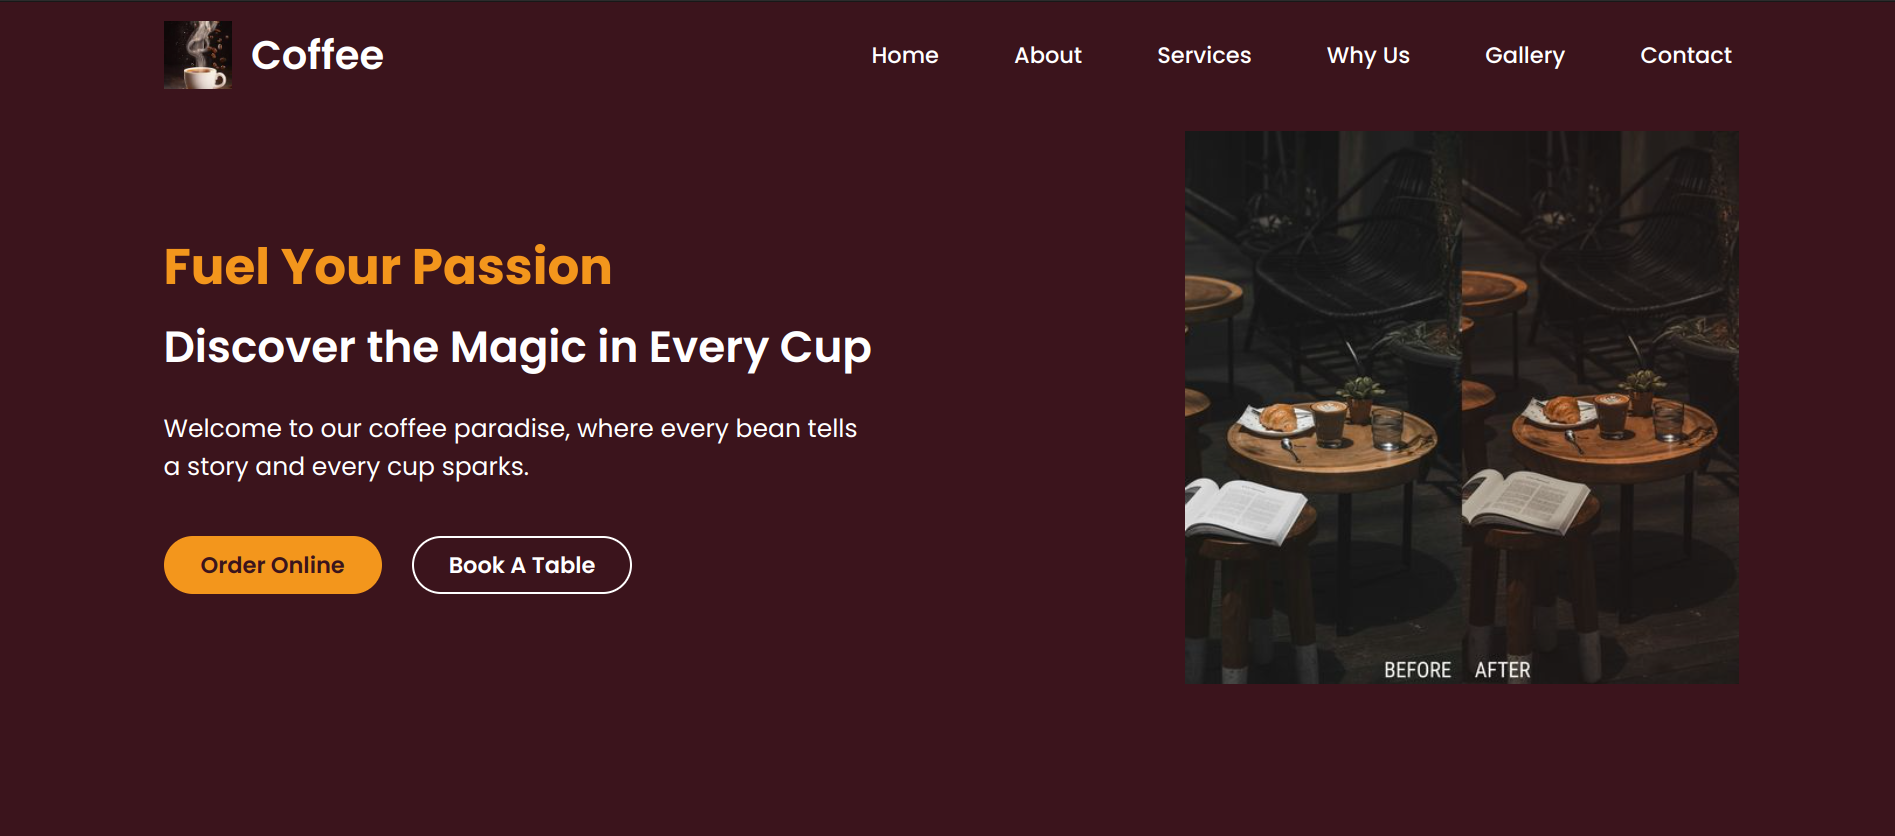 Coffee
Home
About
Services
Why Us
Gallery
Contact
Fuel Your Passion
Discover the Magic in Every Cup
Welcome to our coffee paradise, where every bean tells
a story and every cup sparks.
Order Online
Book A Table
BEFORE
AFTER